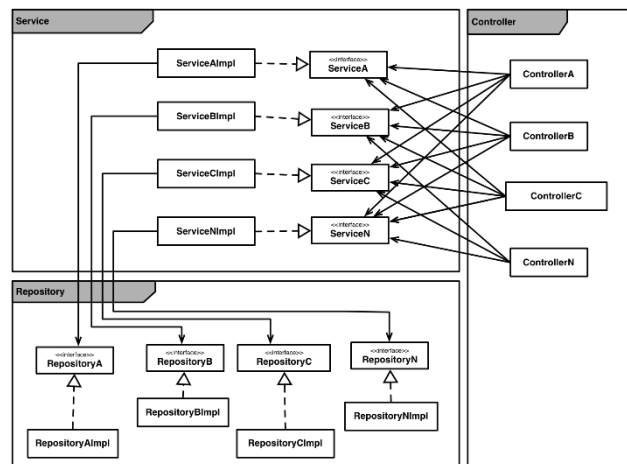 Service
Controller
ServiceAImpl
<<interface>>
ServiceA
ControllerA
ServiceBImpl
<<interface>>
ServiceB
ControllerB
ServiceCImpl
<<interface>>
ServiceC
ControllerC
ServiceNImpl
<<interface>>
ServiceN
ControllerN
Repository
<<interface>>
RepositoryA
<<interface>>
RepositoryB
<<interface>>
RepositoryC
<<interface>>
RepositoryN
RepositoryAImpl
RepositoryBImpl
RepositoryCImpl
RepositoryNImpl